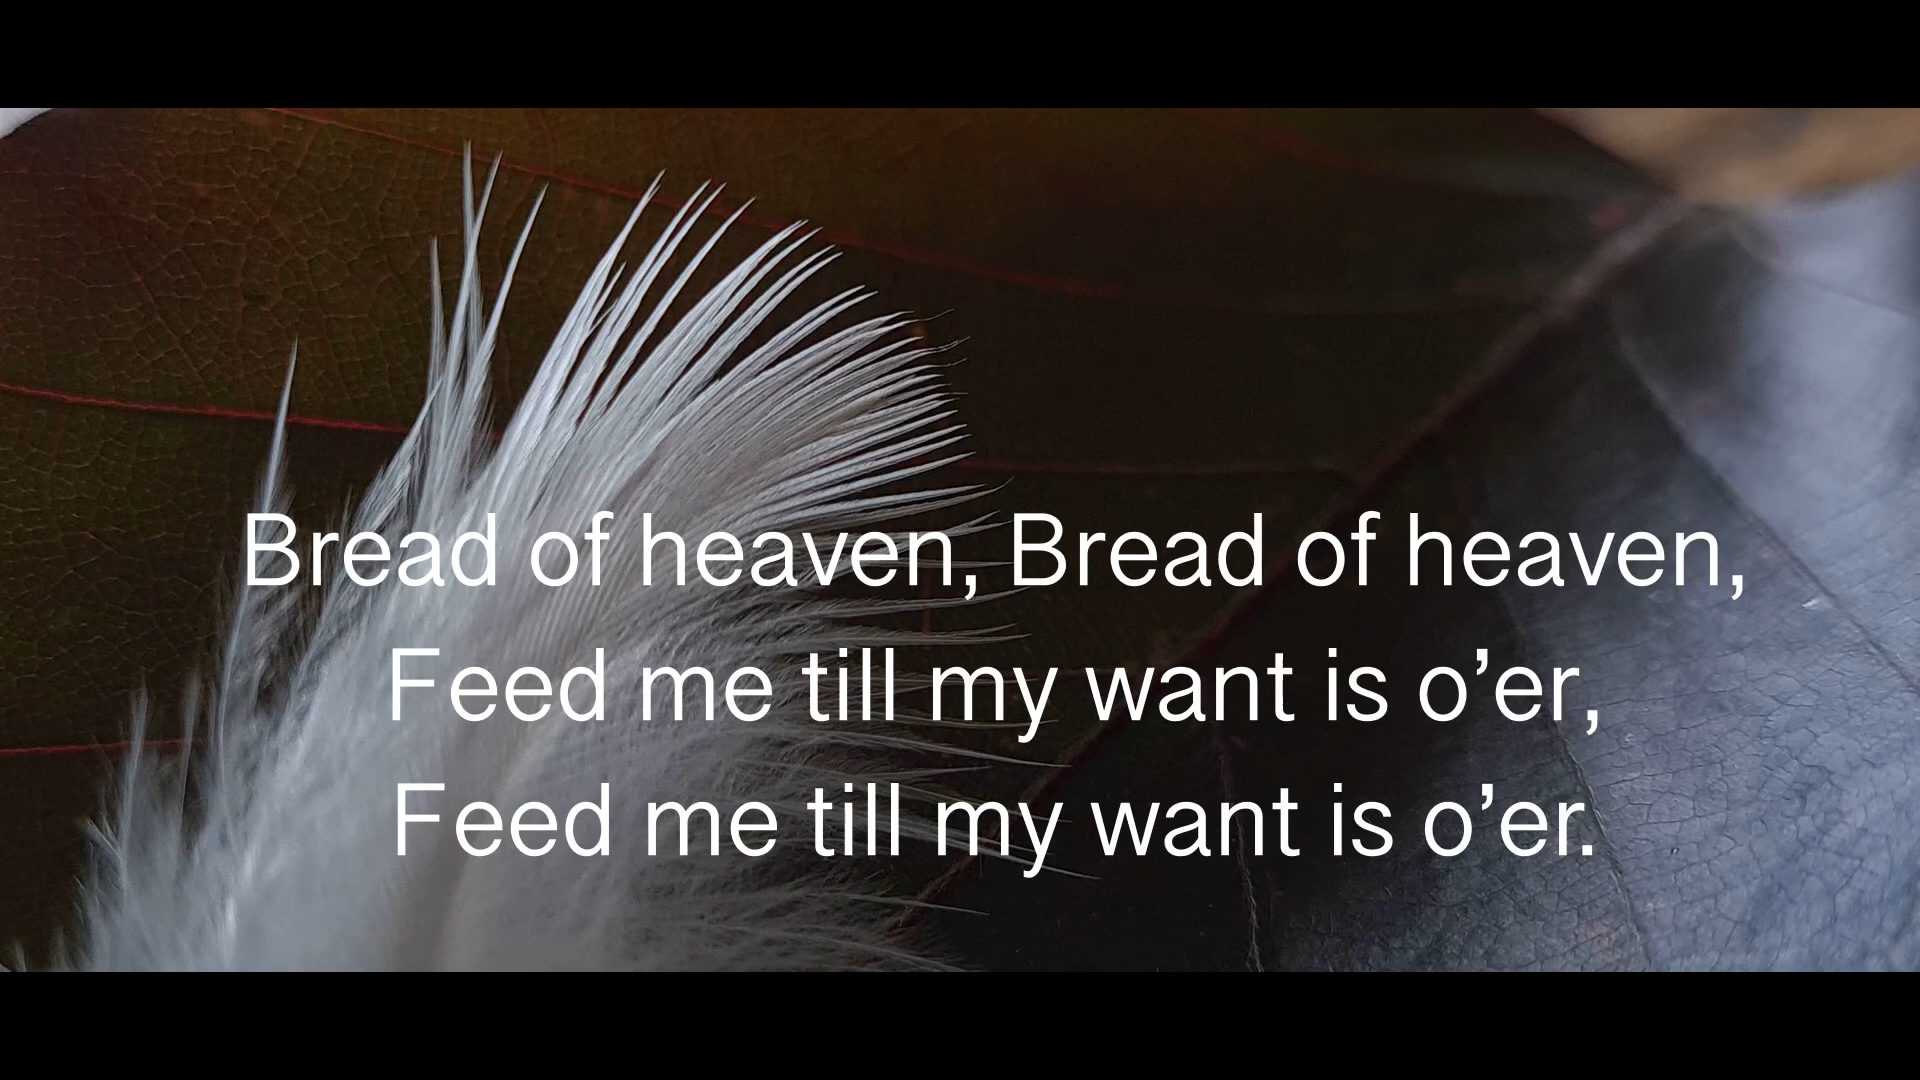 Bread of heaven, Bread of heaven,
Feed me till my want is o’er,
Feed me till my want is o’er.